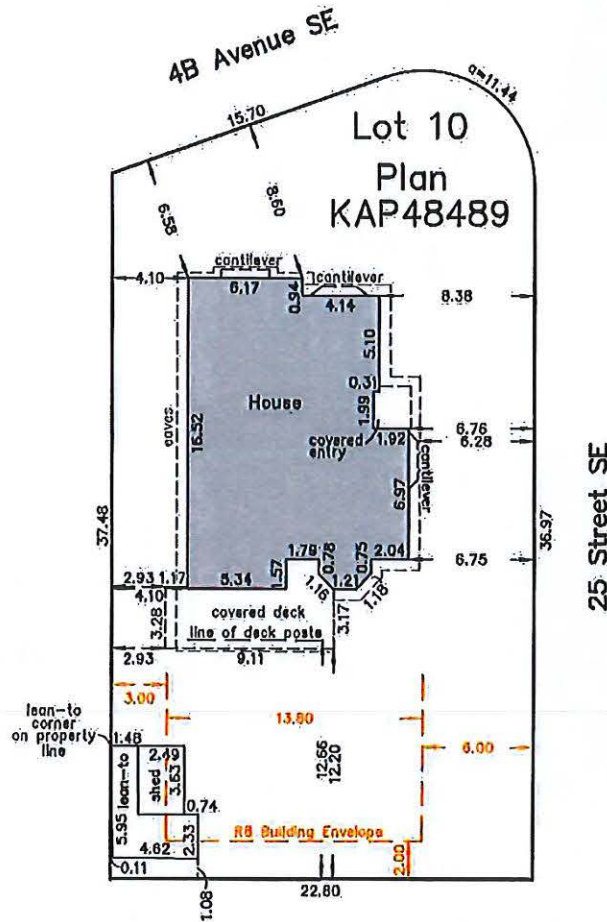 4B Avenue SE
15.70
a=11.44
Lot 10
Plan
KAP48489
6.58
8.60
cantilever
cantilever
4.10
6.17
0.94
4.14
8.38
5.10
0.31
1.99
House
eaves
16.52
covered
entry
1.92
6.76
6.28
cantilever
6.97
37.48
36.97
25 Street SE
1.79
0.78
0.75
2.04
6.75
2.93
1.17
5.34
1.57
1.16
1.21
1.18
4.10
3.28
covered deck
line of deck posts
3.17
2.93
9.11
3.00
13.80
6.00
lean-to
corner
on property
line
1.48
2.49
3.63
shed
5.95 lean-to
0.74
12.66
12.20
4.62
2.33
R8 Building Envelope
2.00
0.11
1.08
22.80